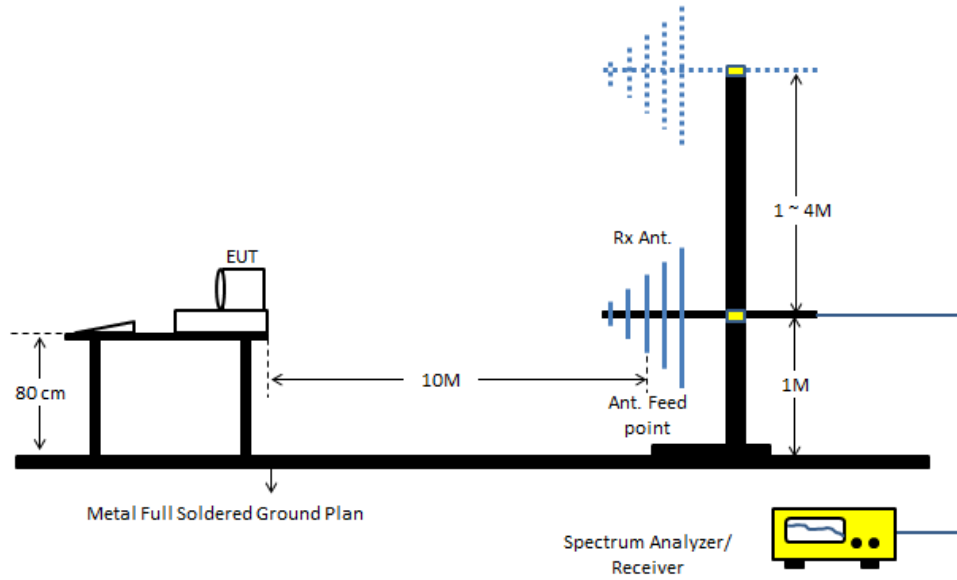 1 ~ 4M
Rx Ant.
EUT
10M
1M
80 cm
Ant. Feed
point
Metal Full Soldered Ground Plan
Spectrum Analyzer/
Receiver